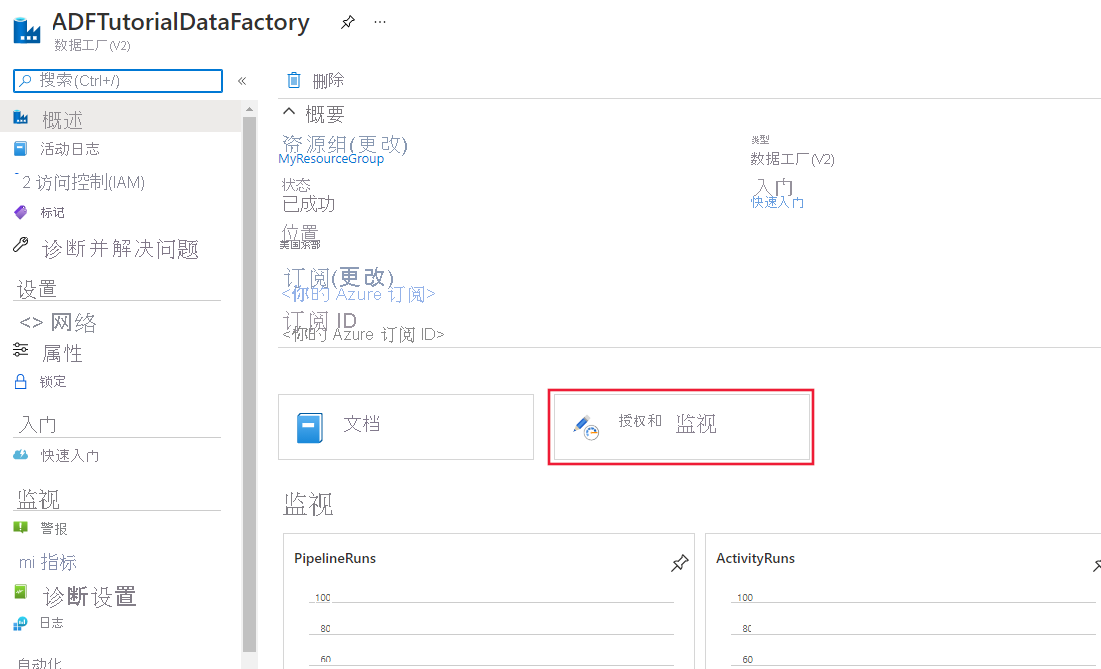 ADFTutorialDataFactory
数据工厂(V2)
搜索(Ctrl+/)
«
概述
活动日志
2 访问控制(IAM)
标记
诊断并解决问题
设置
<> 网络
属性
锁定
入门
快速入门
监视
警报
mi 指标
诊断设置
日志
自动化
删除
概要
资源组(更改)
MyResourceGroup
状态
已成功
位置
美国东部
订阅(更改)
<你的 Azure 订阅>
订阅 ID
<你的 Azure 订阅 ID>
类型
数据工厂(V2)
入门
快速入门
文档
授权和 监视
监视
PipelineRuns
100
80
60
ActivityRuns
100
80
60